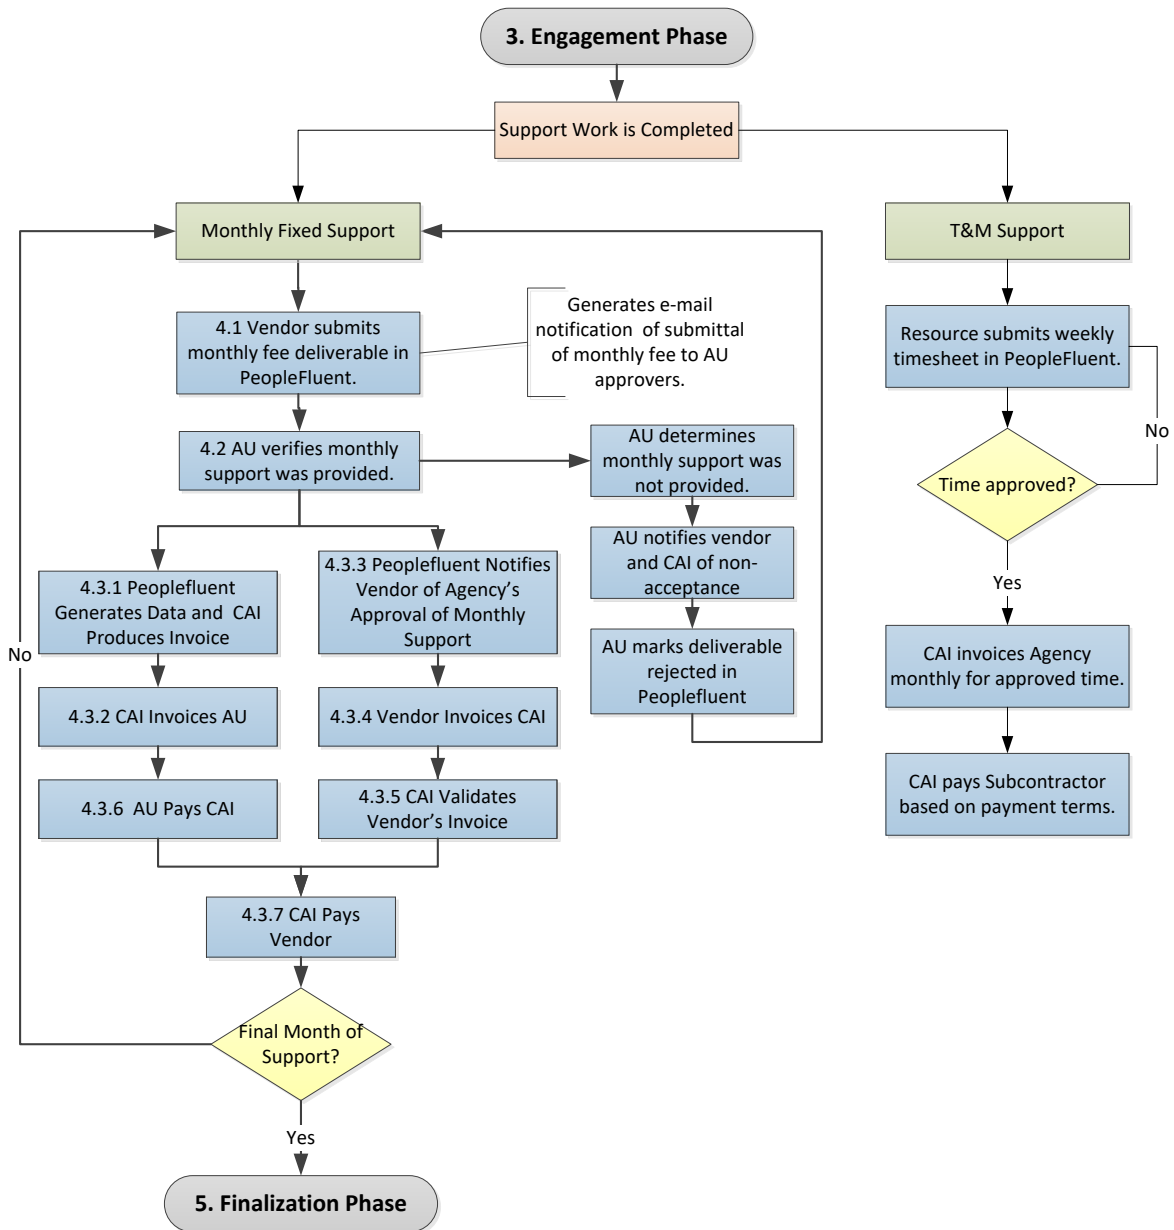 3. Engagement Phase
Support Work is Completed
Monthly Fixed Support
T&M Support
4.1 Vendor submits
monthly fee deliverable in
PeopleFluent.
Generates e-mail
notification of submittal
of monthly fee to AU
approvers.
Resource submits weekly
timesheet in PeopleFluent.
No
4.2 AU verifies monthly
support was provided.
AU determines
monthly support was
not provided.
Time approved?
AU notifies vendor
and CAI of non-
acceptance
Yes
4.3.1 Peoplefluent
Generates Data and CAI
Produces Invoice
4.3.3 Peoplefluent Notifies
Vendor of Agency's
Approval of Monthly
Support
No
AU marks deliverable
rejected in
Peoplefluent
CAI invoices Agency
monthly for approved time.
4.3.2 CAI Invoices AU
4.3.4 Vendor Invoices CAI
4.3.6 AU Pays CAI
4.3.5 CAI Validates
Vendor's Invoice
CAI pays Subcontractor
based on payment terms.
4.3.7 CAI Pays
Vendor
Final Month of
Support?
Yes
5. Finalization Phase